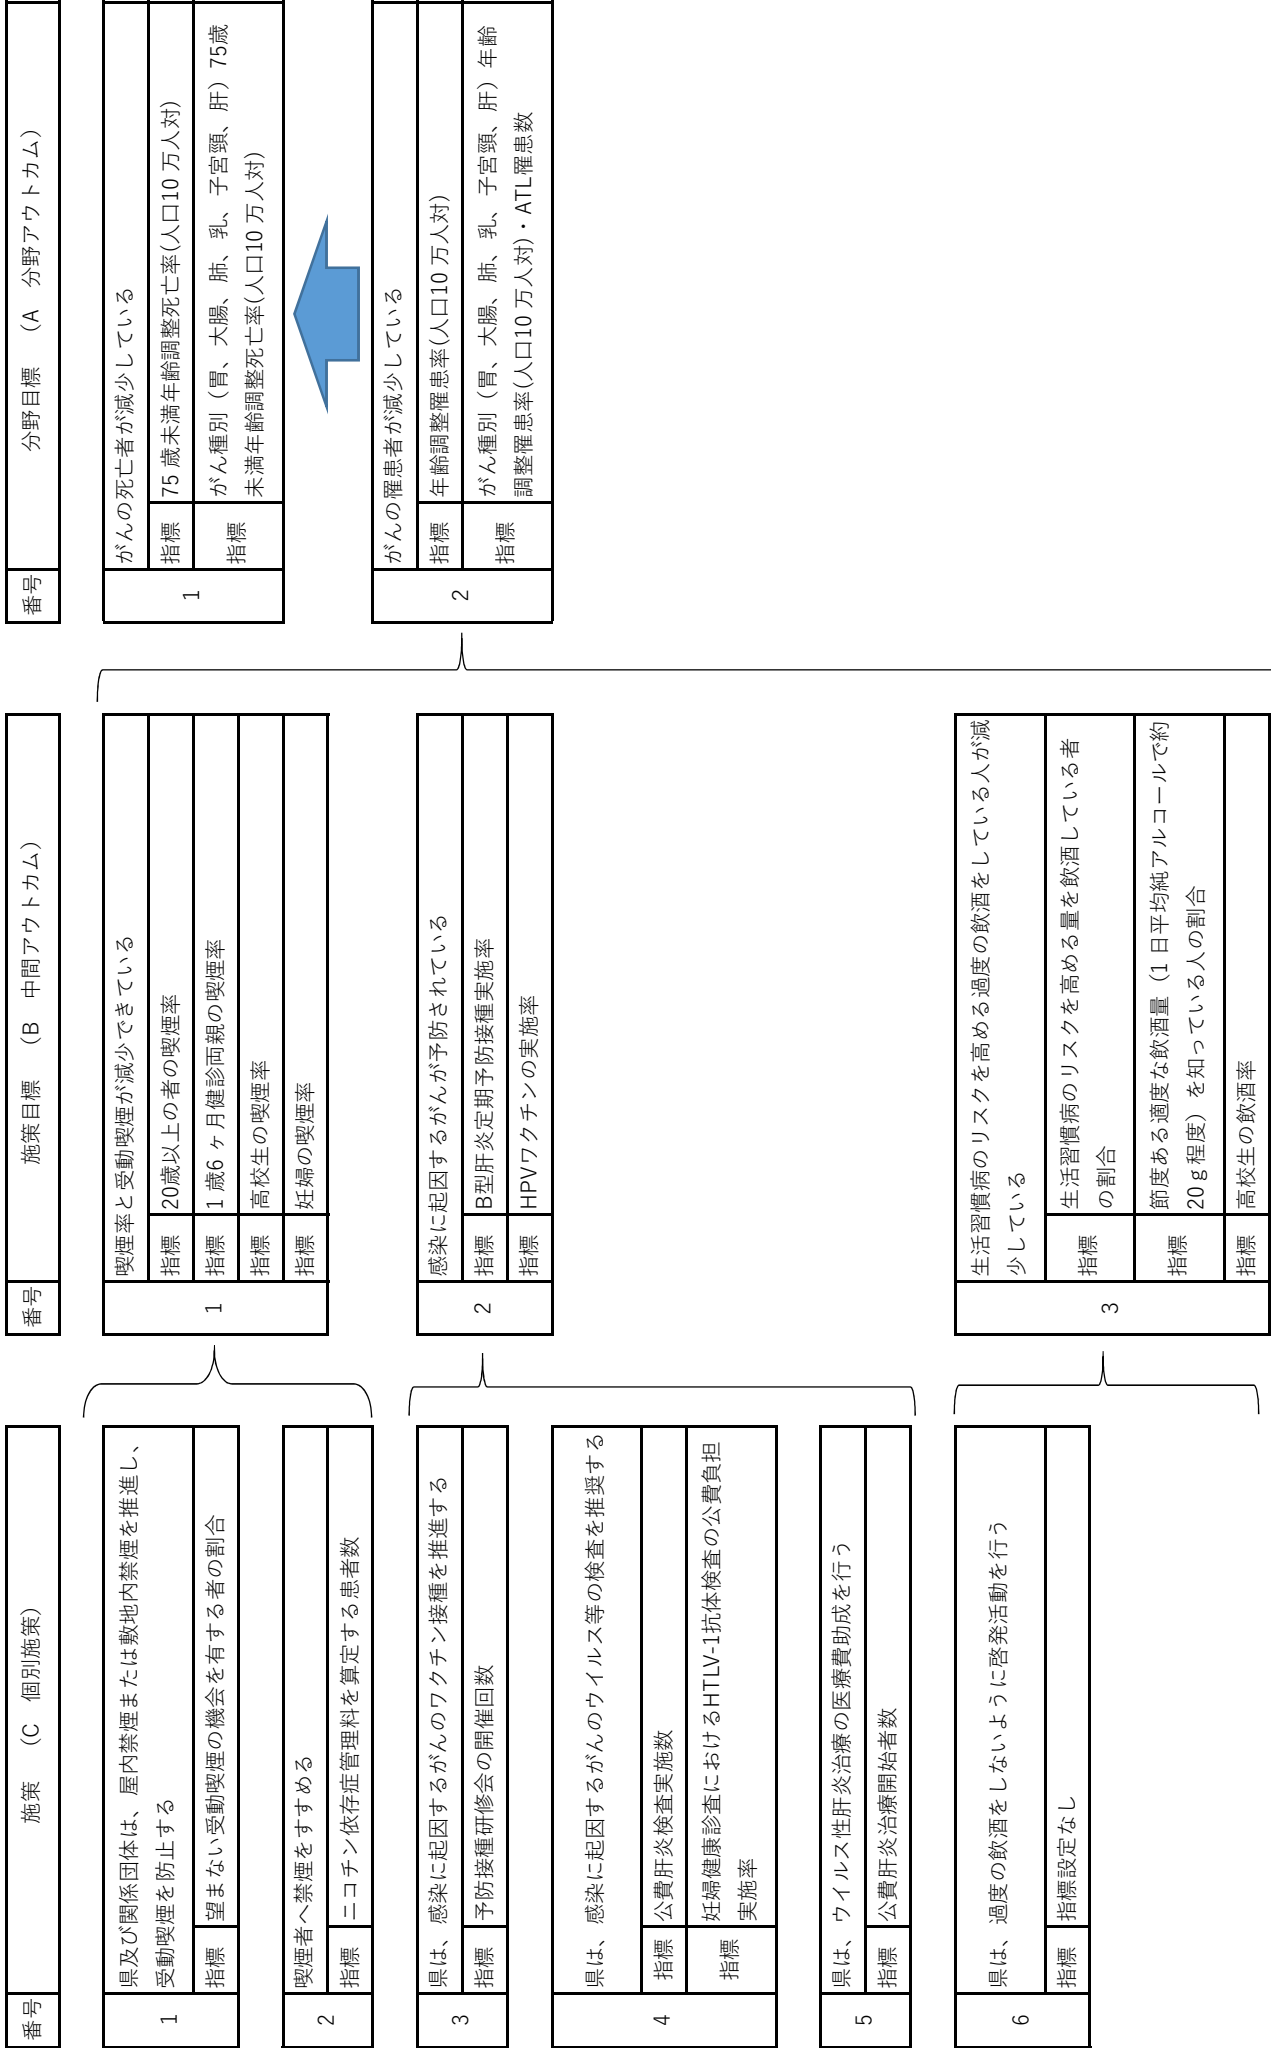 番号
施策　（C　個別施策）
1
県及び関係団体は、屋内禁煙または敷地内禁煙を推進し、
受動喫煙を防止する
指標
望まない受動喫煙の機会を有する者の割合
2
喫煙者へ禁煙をすすめる
指標
ニコチン依存症管理料を算定する患者数
3
県は、感染に起因するがんのワクチン接種を推進する
指標
予防接種研修会の開催回数
4
県は、感染に起因するがんのウイルス等の検査を推奨する
指標
公費肝炎検査実施数
指標
妊婦健康診査におけるHTLV-1抗体検査の公費負担
実施率
5
県は、ウイルス性肝炎治療の医療費助成を行う
指標
公費肝炎治療開始者数
6
県は、過度の飲酒をしないように啓発活動を行う
指標
指標設定なし
番号
施策目標　（B　中間アウトカム）
1
喫煙率と受動喫煙が減少できている
指標
20歳以上の者の喫煙率
指標
1 歳6 ヶ月健診両親の喫煙率
指標
高校生の喫煙率
指標
妊婦の喫煙率
2
感染に起因するがんが予防されている
指標
B型肝炎定期予防接種実施率
指標
HPVワクチンの実施率
3
生活習慣病のリスクを高める過度の飲酒をしている人が減
少している
指標
生活習慣病のリスクを高める量を飲酒している者
の割合
指標
節度ある適度な飲酒量（1 日平均純アルコールで約
20ｇ程度）を知っている人の割合
指標
高校生の飲酒率
番号
分野目標　（A　分野アウトカム）
1
がんの死亡者が減少している
指標
75 歳未満年齢調整死亡率(人口10 万人対)
指標
がん種別（胃、大腸、肺、乳、子宮頸、肝）75歳
未満年齢調整死亡率(人口10 万人対)
2
がんの罹患者が減少している
指標
年齢調整罹患率(人口10 万人対)
指標
がん種別（胃、大腸、肺、乳、子宮頸、肝）年齢
調整罹患率(人口10 万人対)・ATL罹患数